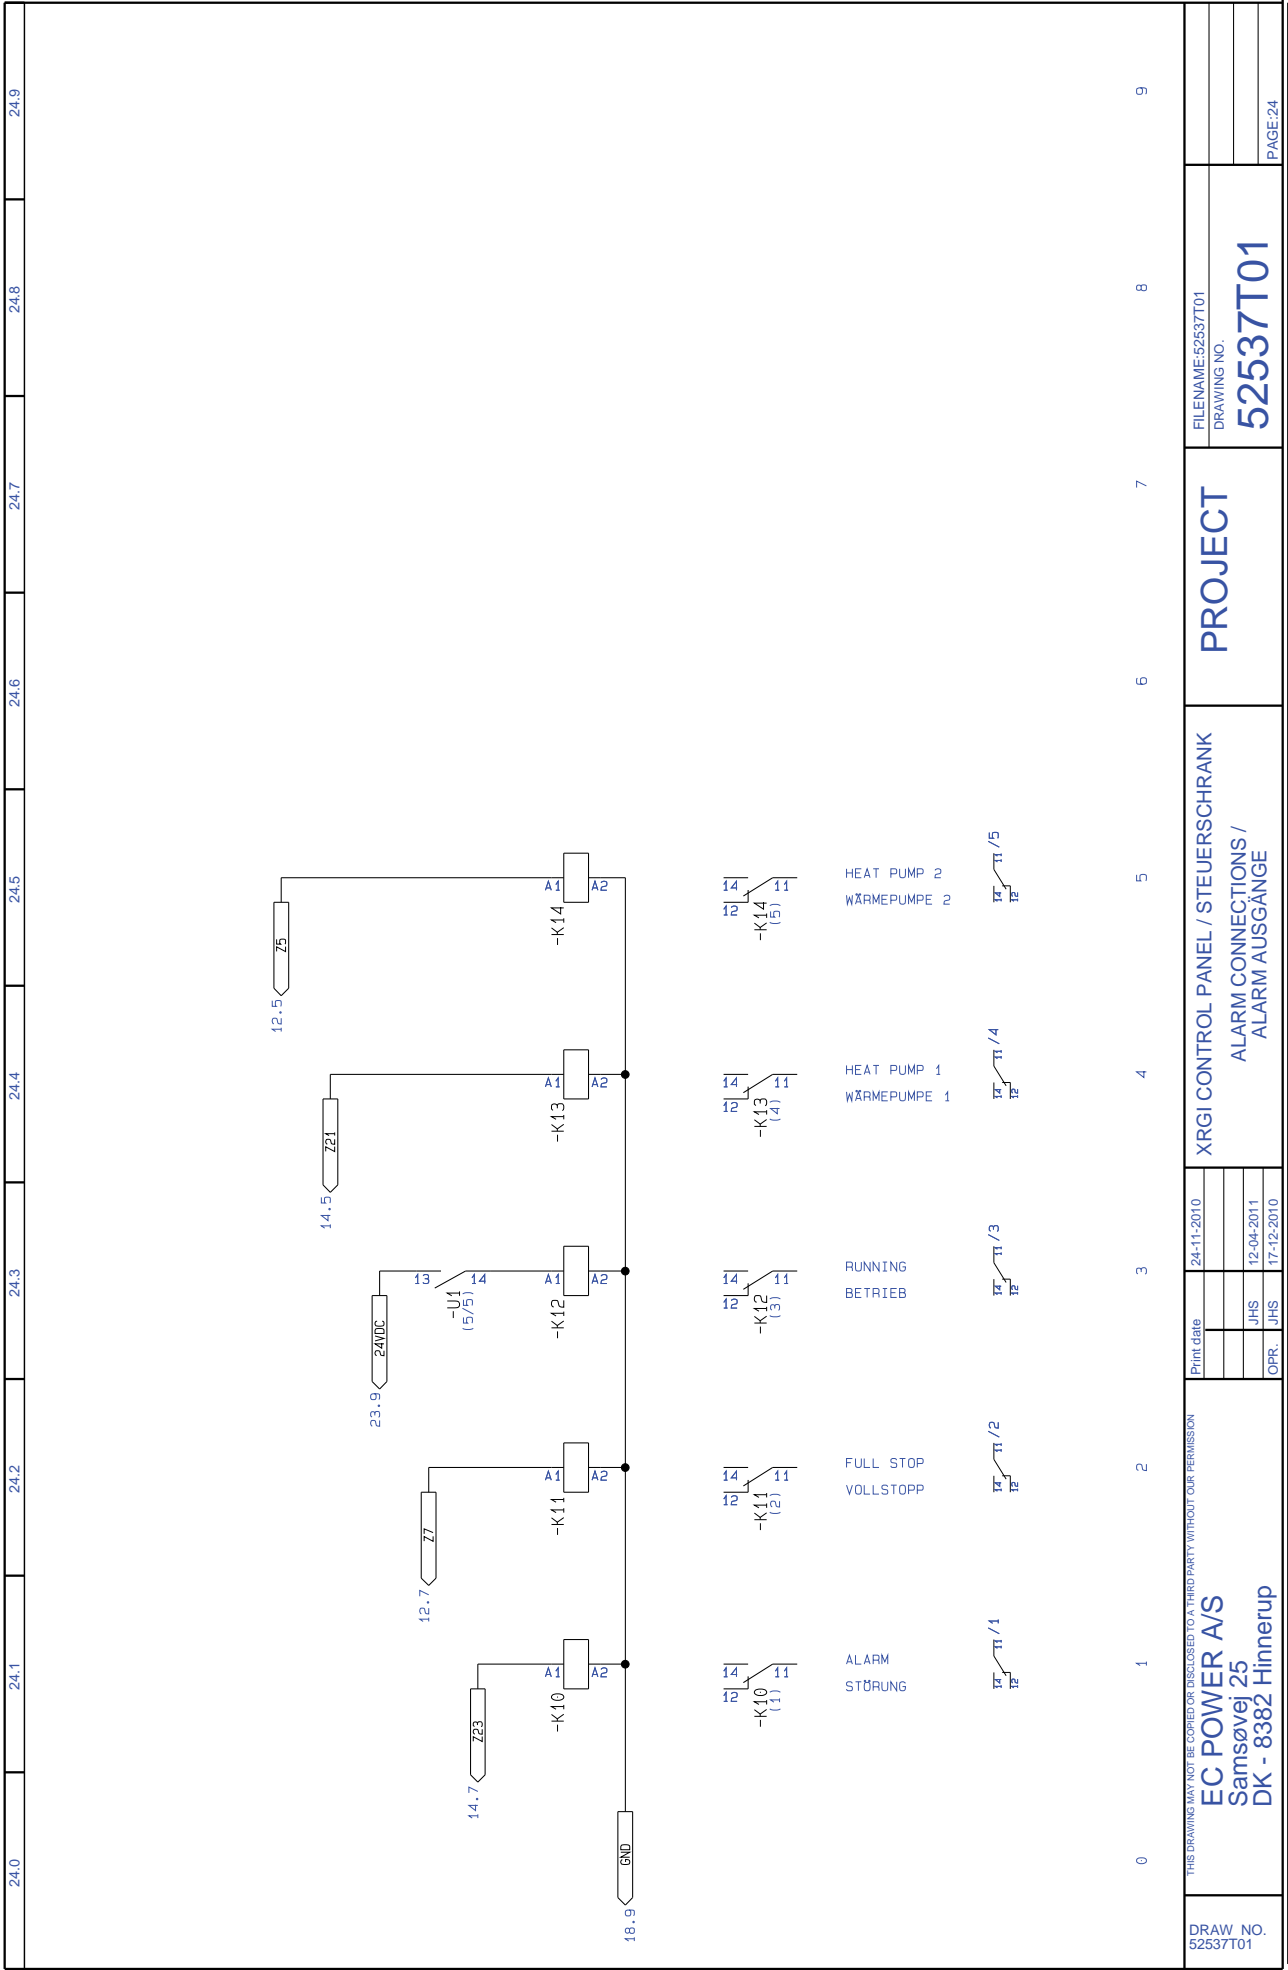 24.0 24.1 24.2 24.3 24.4 24.5 24.6 24.7 24.8 24.9
12.5 Z5
14.5 Z21
23.9 24VDC
12.7 Z7
13
-U1
(5/5)
14
14.7 Z23
A1 A1 A1 A1 A1
-K10 -K11 -K12 -K13 -K14
A2 A2 A2 A2 A2
18.9 GND
12 14 12 14 12 14 12 14 12 14
-K10 -K11 -K12 -K13 -K14
(1) (2) (3) (4) (5)
11 11 11 11 11
ALARM FULL STOP RUNNING HEAT PUMP 1 HEAT PUMP 2
STÖRUNG VOLLSTOPP BETRIEB WÄRMEPUMPE 1 WÄRMEPUMPE 2
14 11 /1 14 11 /2 14 11 /3 14 11 /4 14 11 /5
12 12 12 12 12
0 1 2 3 4 5 6 7 8 9
DRAW NO.
52537T01
THIS DRAWING MAY NOT BE COPIED OR DISCLOSED TO A THIRD PARTY WITHOUT OUR PERMISSION
EC POWER A/S
Samsøvej 25
DK - 8382 Hinnerup
Print date 24-11-2010
JHS 12-04-2011
OPR. JHS 17-12-2010
XRGI CONTROL PANEL / STEUERSCHRANK
ALARM CONNECTIONS /
ALARM AUSGÄNGE
PROJECT
FILENAME:52537T01
DRAWING NO.
52537T01
PAGE:24